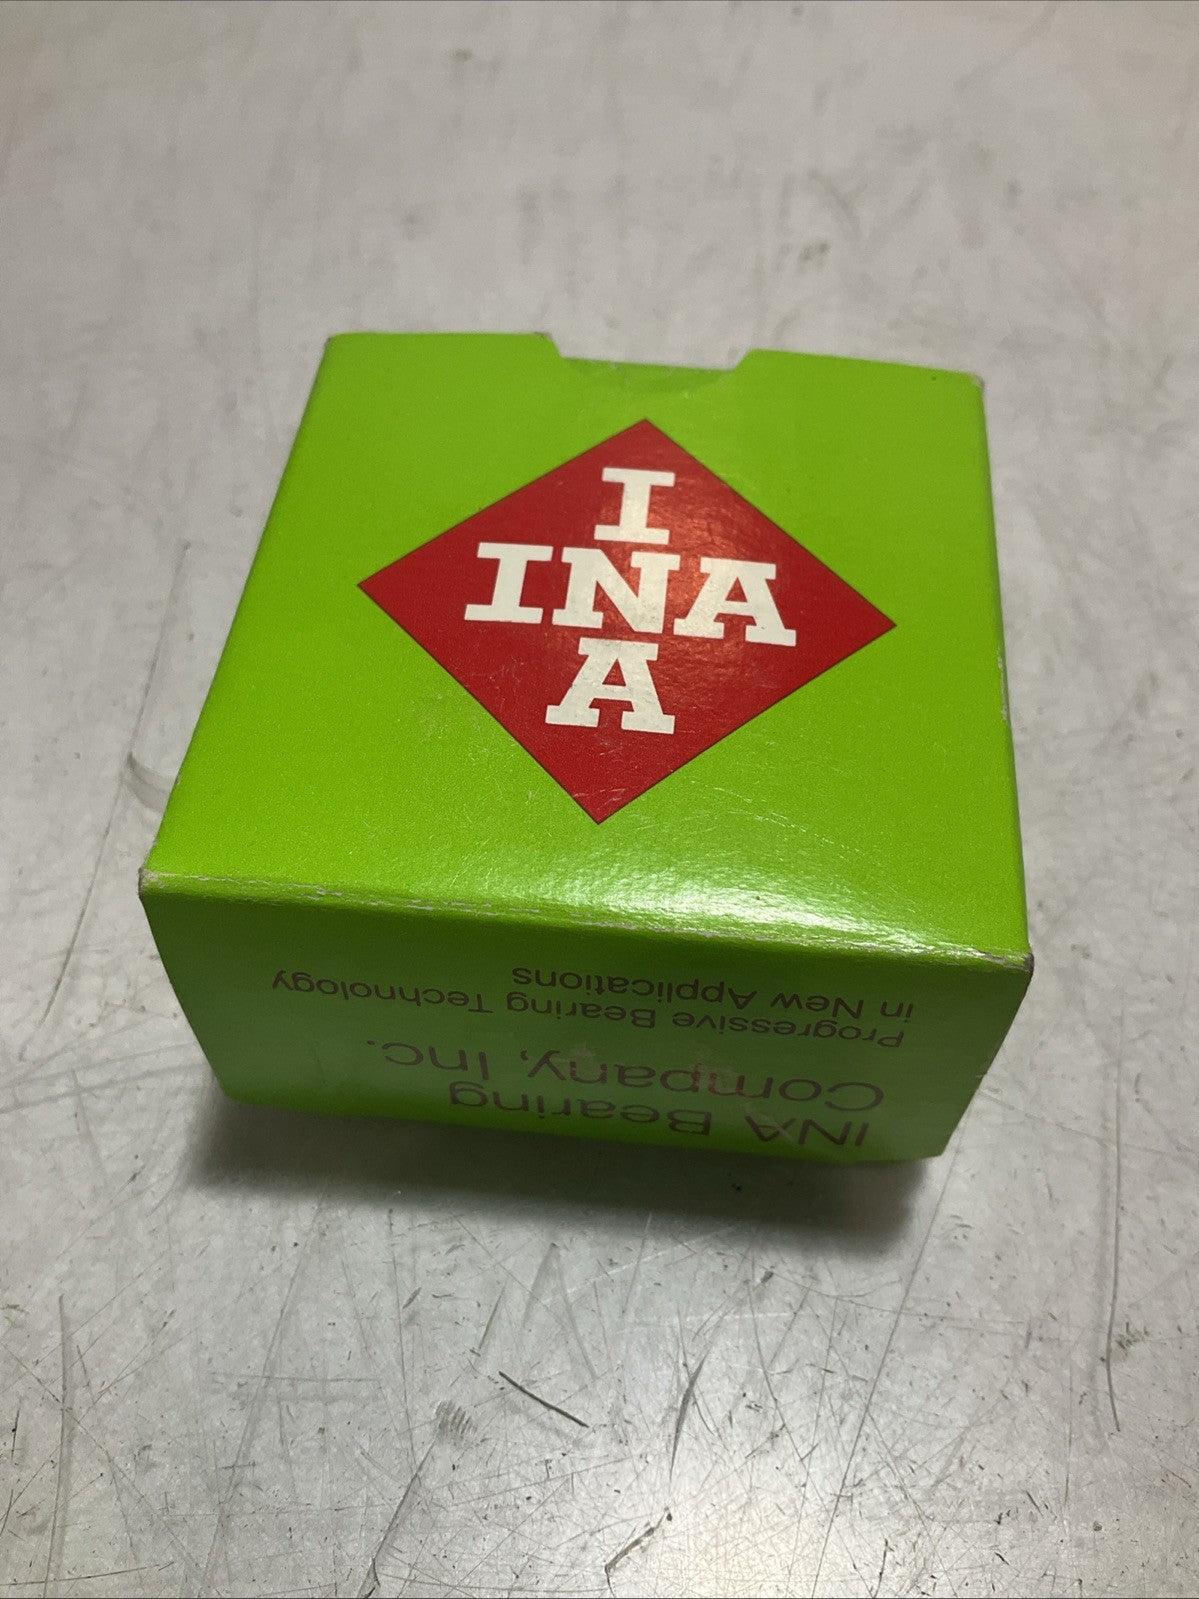 I
INA
A
INA Bearing
Company, Inc.
Progressive Bearing Technology
in New Applications